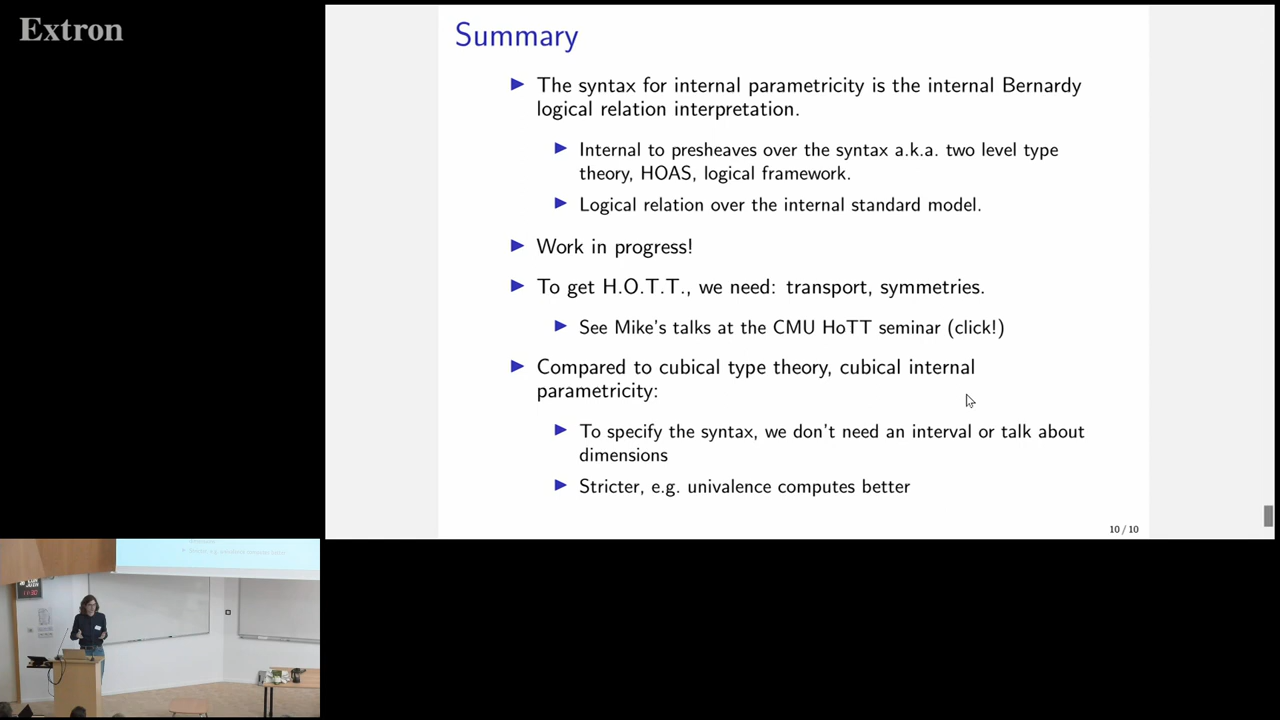 Extron
Summary
▶ The syntax for internal parametricity is the internal Bernardy
logical relation interpretation.
▶ Internal to presheaves over the syntax a.k.a. two level type
theory, HOAS, logical framework.
▶ Logical relation over the internal standard model.
▶ Work in progress!
▶ To get H.O.T.T., we need: transport, symmetries.
▶ See Mike's talks at the CMU HoTT seminar (click!)
▶ Compared to cubical type theory, cubical internal
parametricity:
▶ To specify the syntax, we don't need an interval or talk about
dimensions
▶ Stricter, e.g. univalence computes better
10 / 10